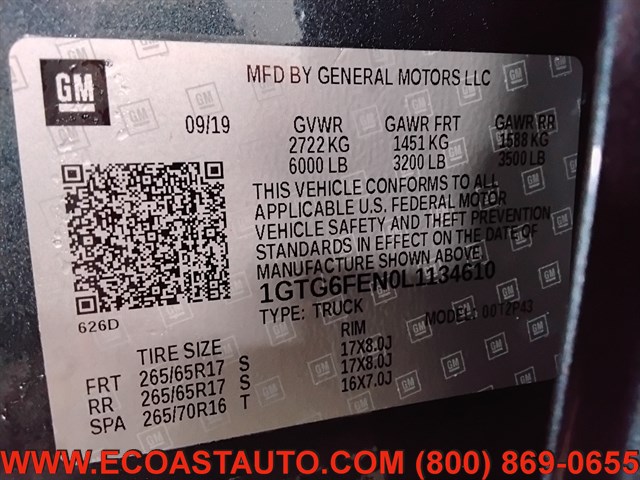 GM
MFD BY GENERAL MOTORS LLC
09/19 GVWR GAWR FRT GAWR RR
2722 KG 1451 KG 1588 KG
6000 LB 3200 LB 3500 LB
THIS VEHICLE CONFORMS TO ALL
APPLICABLE U.S. FEDERAL MOTOR
VEHICLE SAFETY AND THEFT PREVENTION
STANDARDS IN EFFECT ON THE DATE OF
MANUFACTURE SHOWN ABOVE.
1GTG6FEN0L1134610
626D TYPE: TRUCK MODEL: 00T2P43
TIRE SIZE RIM
FRT 265/65R17 S 17X8.0J
RR 265/65R17 S 17X8.0J
SPA 265/70R16 T 16X7.0J
WWW.ECOASTAUTO.COM (800) 869-0655